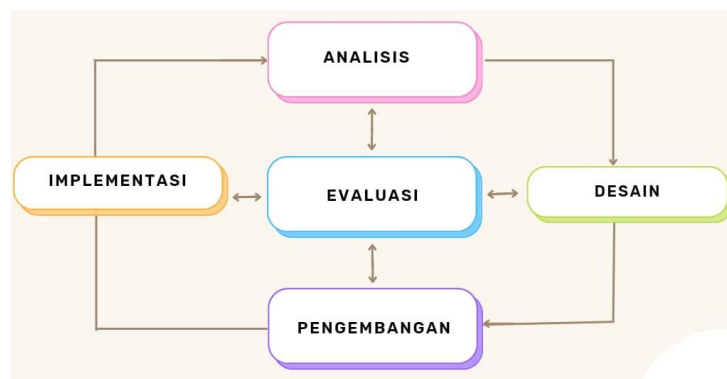 ANALISIS
IMPLEMENTASI
EVALUASI
DESAIN
PENGEMBANGAN